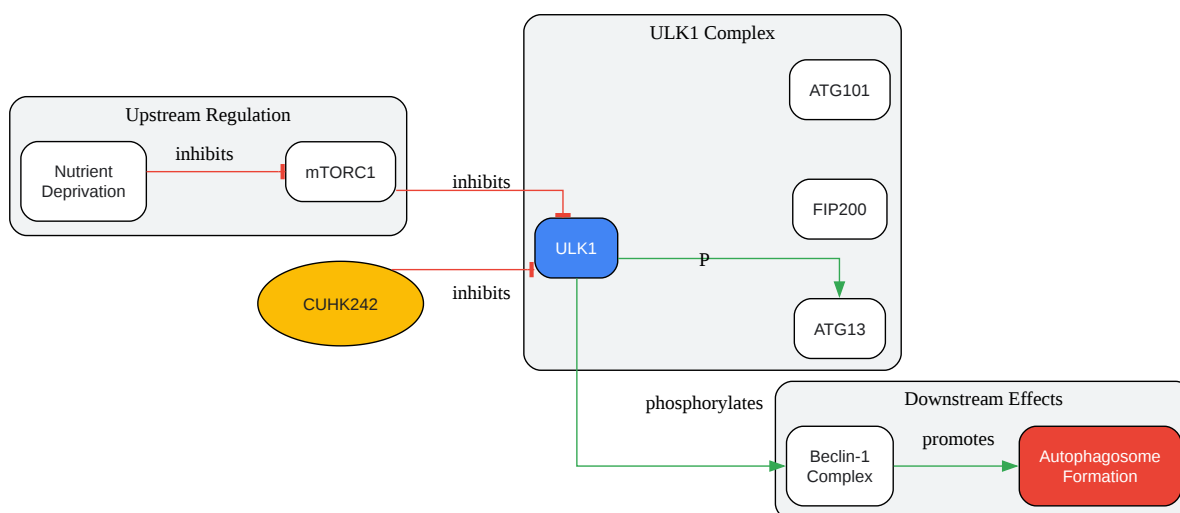 ULK1 Complex
ATG101
Upstream Regulation
inhibits
Nutrient
Deprivation
mTORC1
inhibits
FIP200
ULK1
P
CUHK242
inhibits
ATG13
phosphorylates
Downstream Effects
Beclin-1
Complex
promotes
Autophagosome
Formation